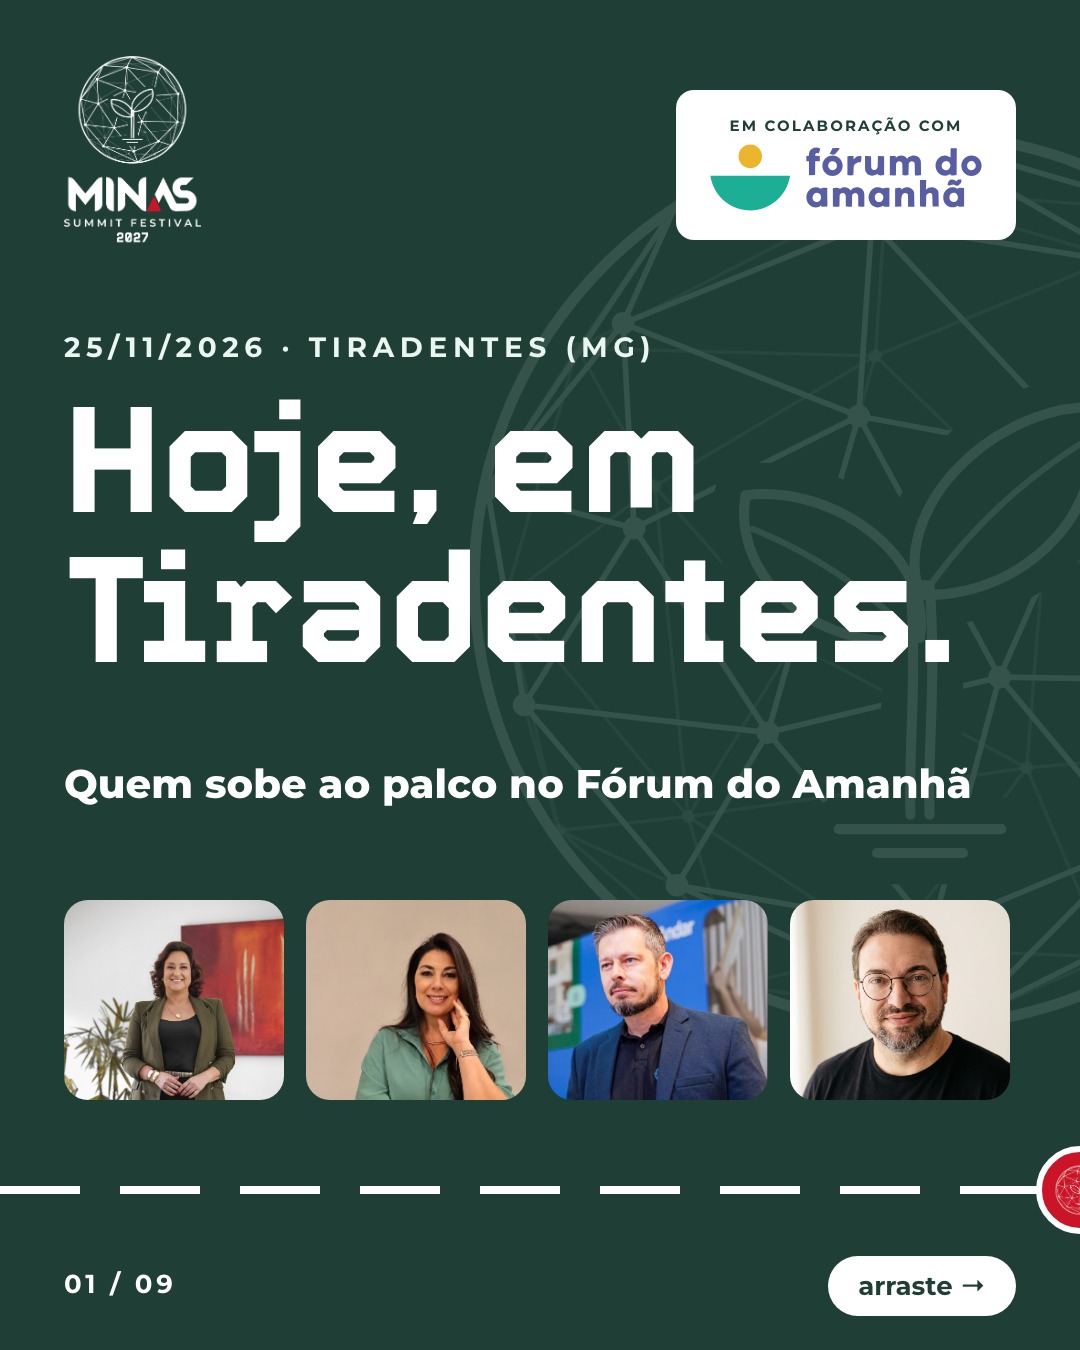 MINAS
SUMMIT FESTIVAL
2027
EM COLABORAÇÃO COM
fórum do
amanhã
25/11/2026 · TIRADENTES (MG)
Hoje, em
Tiradentes.
Quem sobe ao palco no Fórum do Amanhã
01 / 09
arraste →